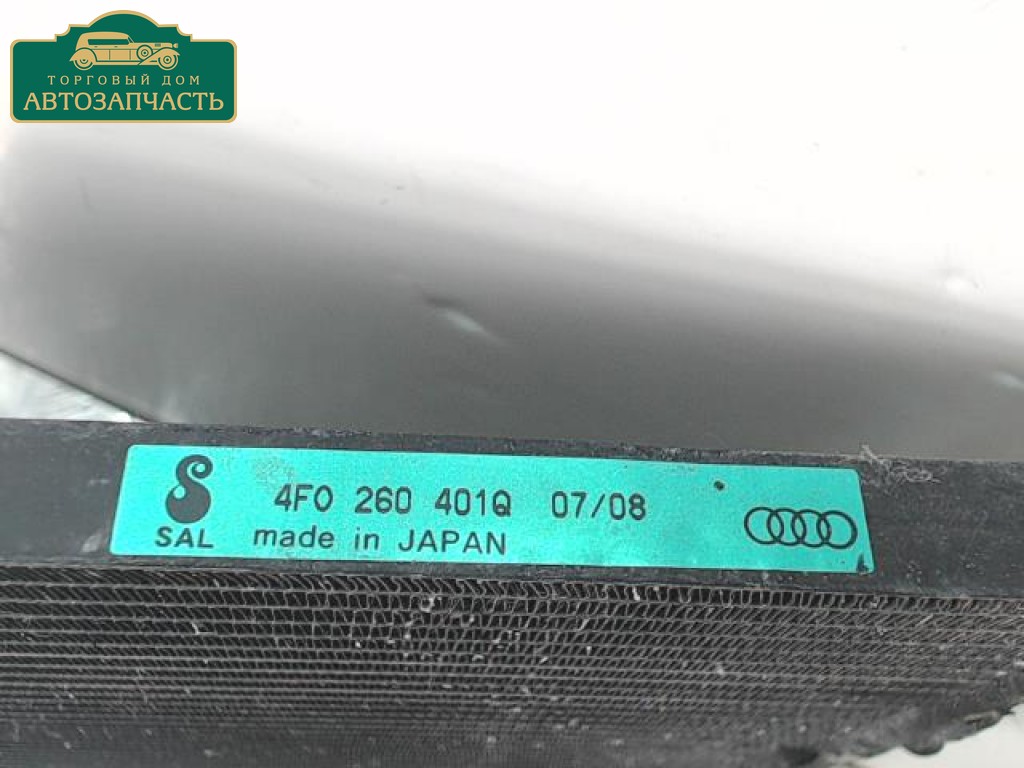 ТОРГОВЫЙ ДОМ
АВТОЗАПЧАСТЬ
4F0 260 401Q 07/08
SAL made in JAPAN